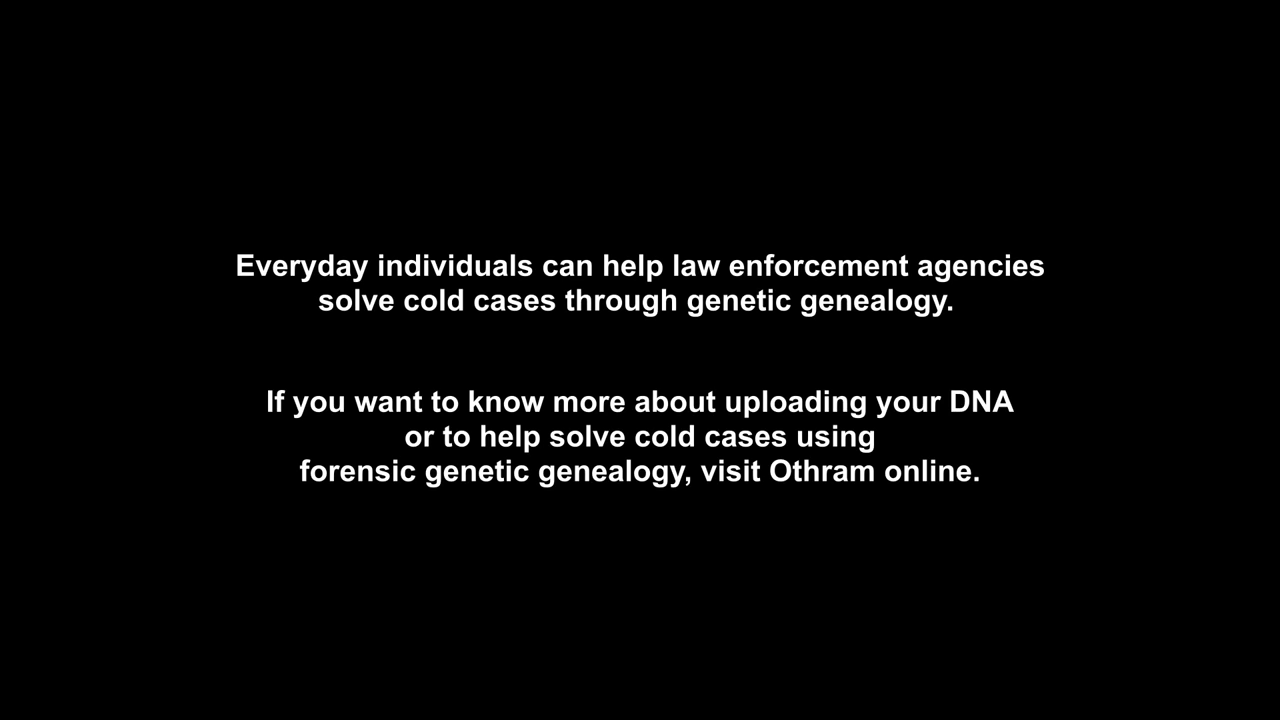 Everyday individuals can help law enforcement agencies
solve cold cases through genetic genealogy.
If you want to know more about uploading your DNA
or to help solve cold cases using
forensic genetic genealogy, visit Othram online.